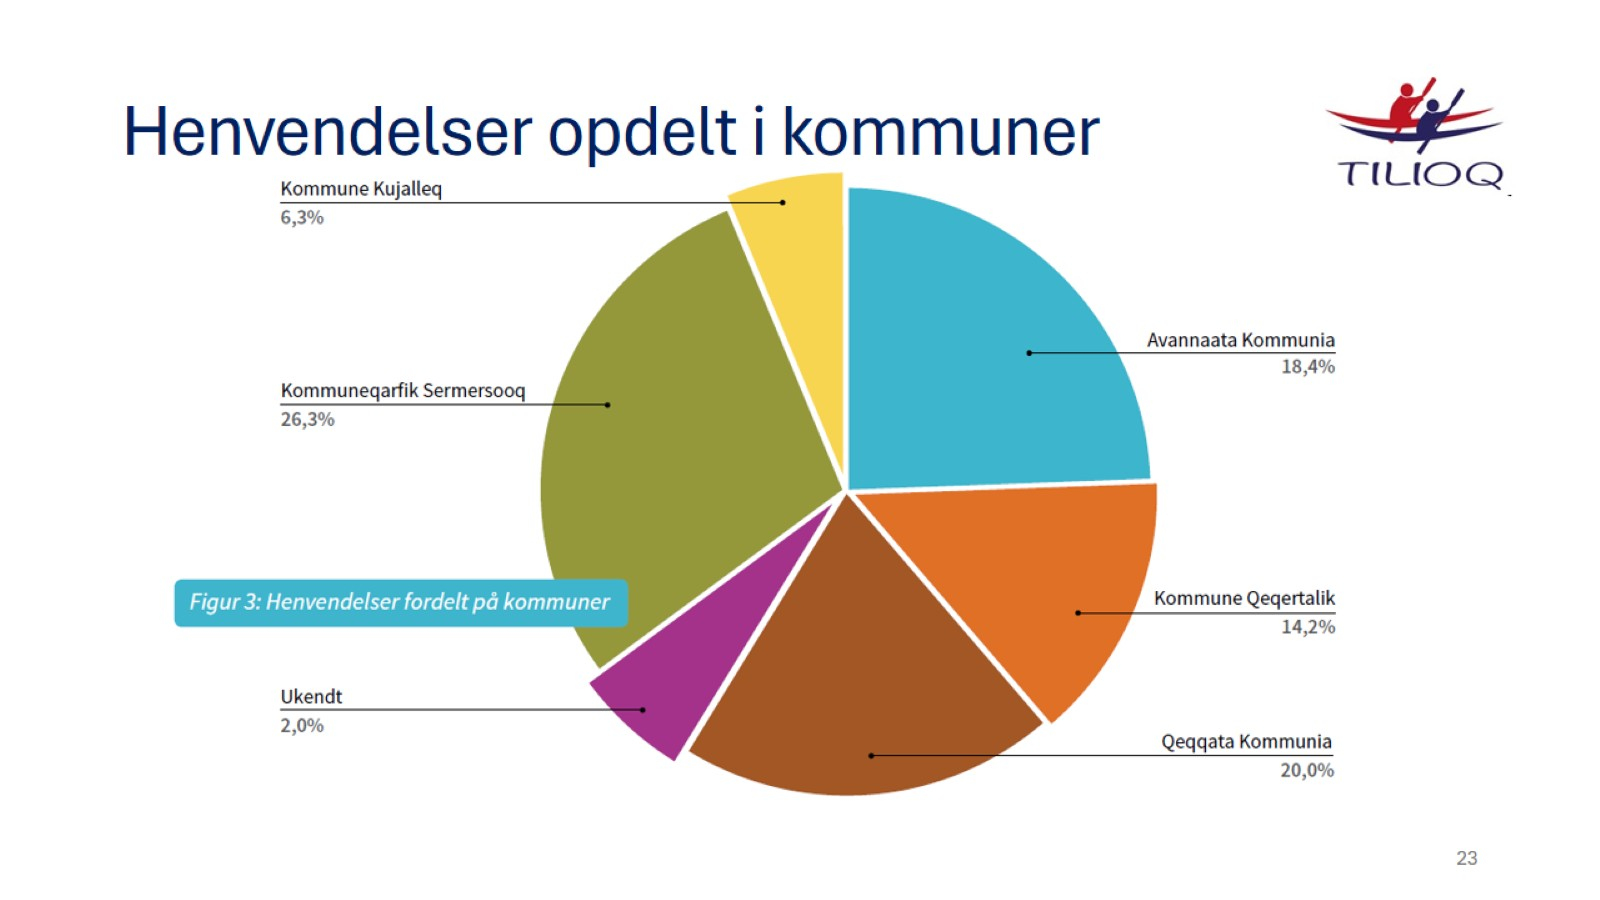 Henvendelser opdelt i kommuner
TILIOQ
Kommune Kujalleq
6,3%
Avannaata Kommunia
18,4%
Kommuneqarfik Sermersooq
26,3%
Figur 3: Henvendelser fordelt på kommuner
Kommune Qeqertalik
14,2%
Ukendt
2,0%
Qeqqata Kommunia
20,0%
23